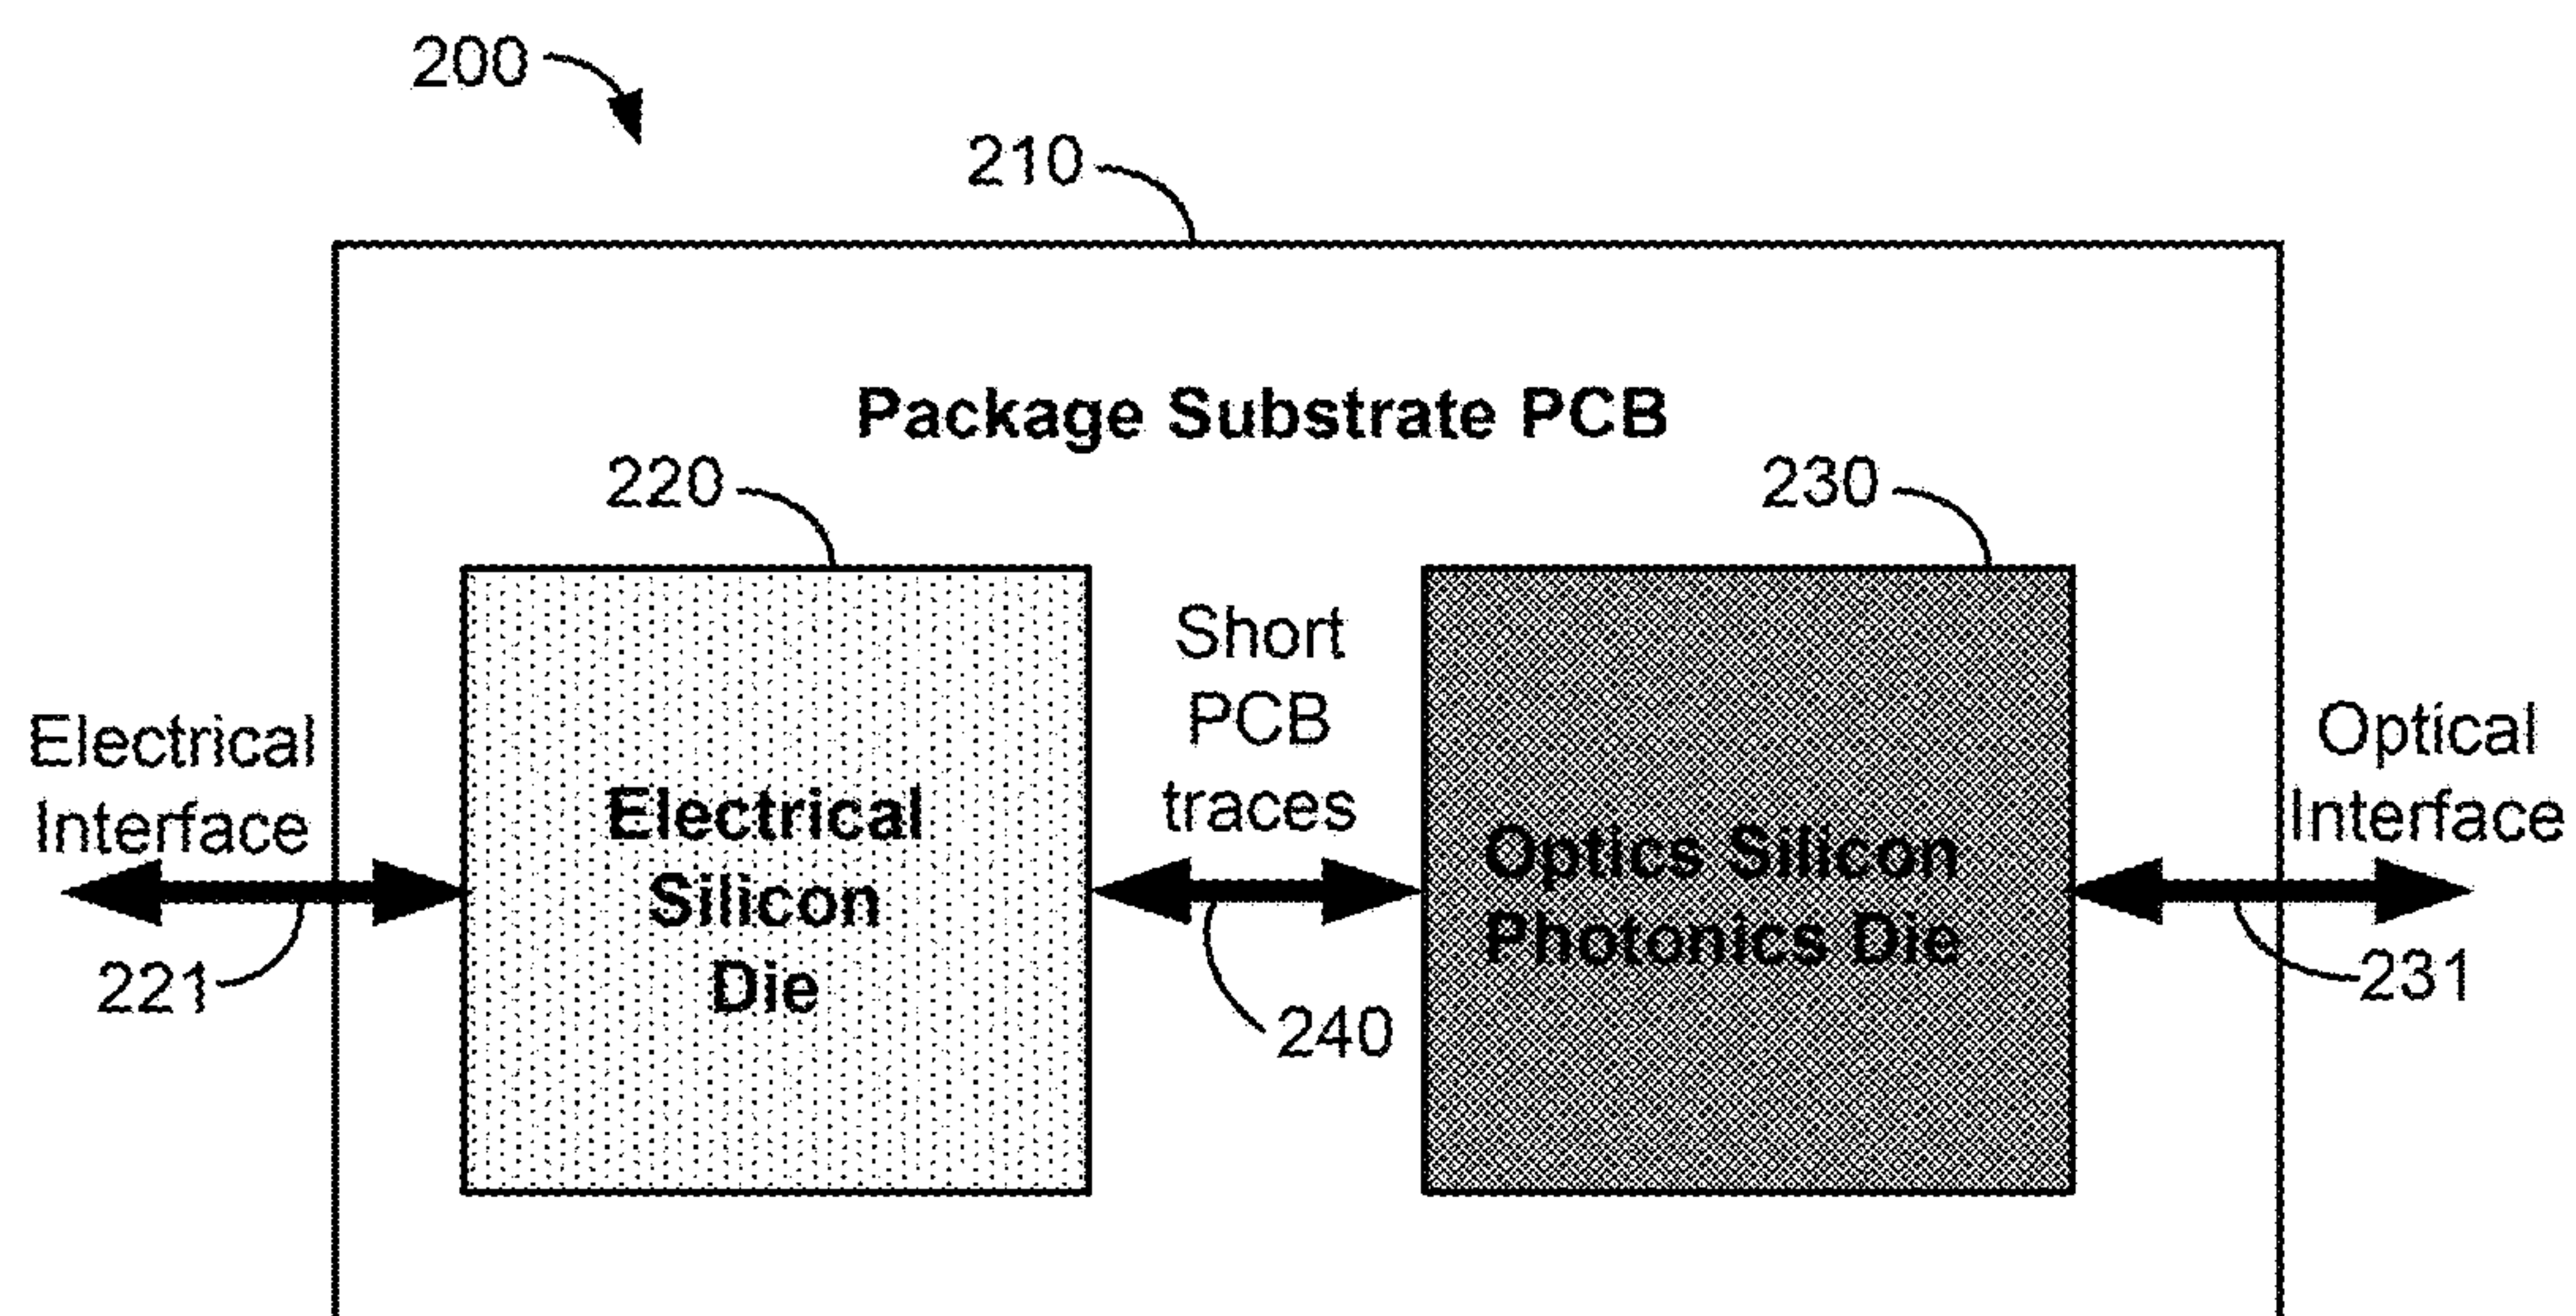 200
210
Package Substrate PCB
220
230
Short
PCB
traces
Electrical
Interface
Electrical
Silicon
Die
Optics Silicon
Photonics Die
Optical
Interface
221
240
231